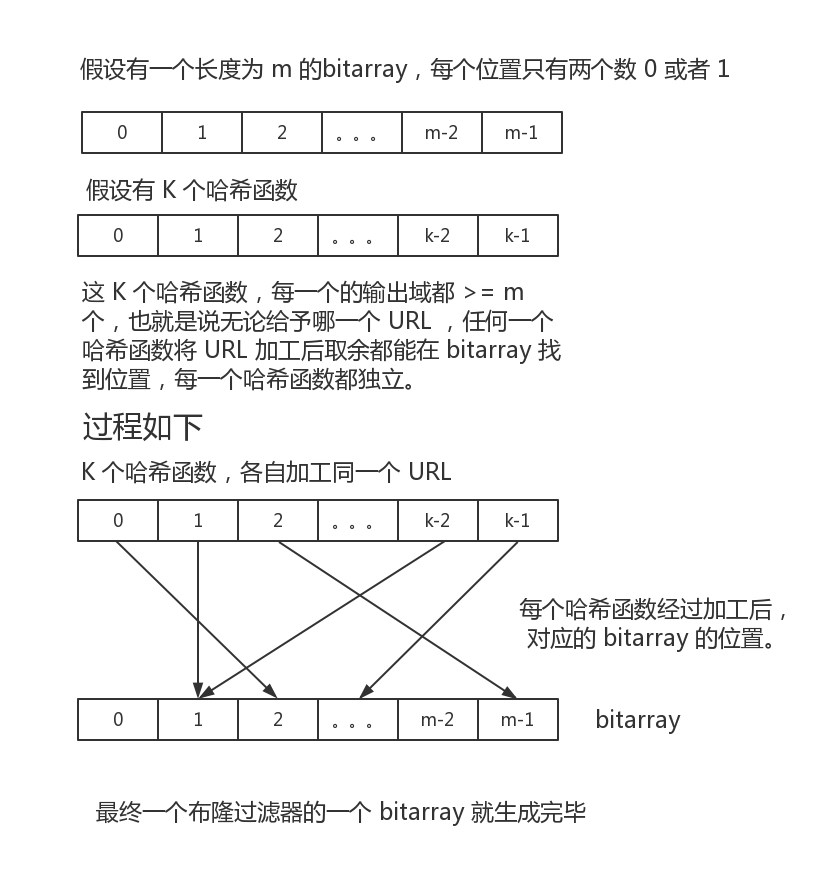 假设有一个长度为 m 的bitarray，每个位置只有两个数 0 或者 1
0 1 2 。。。 m-2 m-1
假设有 K 个哈希函数
0 1 2 。。。 k-2 k-1
这 K 个哈希函数，每一个的输出域都 >= m
个，也就是说无论给予哪一个 URL ，任何一个
哈希函数将 URL 加工后取余都能在 bitarray 找
到位置，每一个哈希函数都独立。
过程如下
K 个哈希函数，各自加工同一个 URL
0 1 2 。。。 k-2 k-1
每个哈希函数经过加工后，
对应的 bitarray 的位置。
0 1 2 。。。 m-2 m-1
bitarray
最终一个布隆过滤器的一个 bitarray 就生成完毕